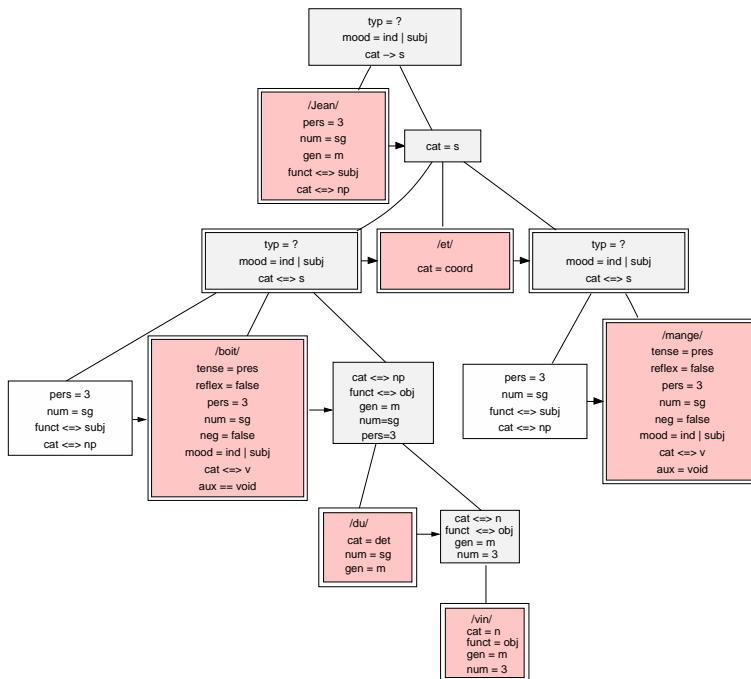 typ = ?
mood = ind | subj
cat −> s
/Jean/
pers = 3
num = sg
gen = m
funct <=> subj
cat <=> np
cat = s
typ = ?
mood = ind | subj
cat <=> s
/et/
cat = coord
typ = ?
mood = ind | subj
cat <=> s
pers = 3
num = sg
funct <=> subj
cat <=> np
/boit/
tense = pres
reflex = false
pers = 3
num = sg
neg = false
mood = ind | subj
cat <=> v
aux == void
cat <=> np
funct <=> obj
gen = m
num=sg
pers=3
pers = 3
num = sg
funct <=> subj
cat <=> np
/mange/
tense = pres
reflex = false
pers = 3
num = sg
neg = false
mood = ind | subj
cat <=> v
aux = void
/du/
cat = det
num = sg
gen = m
cat <=> n
funct <=> obj
gen = m
num = 3
/vin/
cat = n
funct = obj
gen = m
num = 3